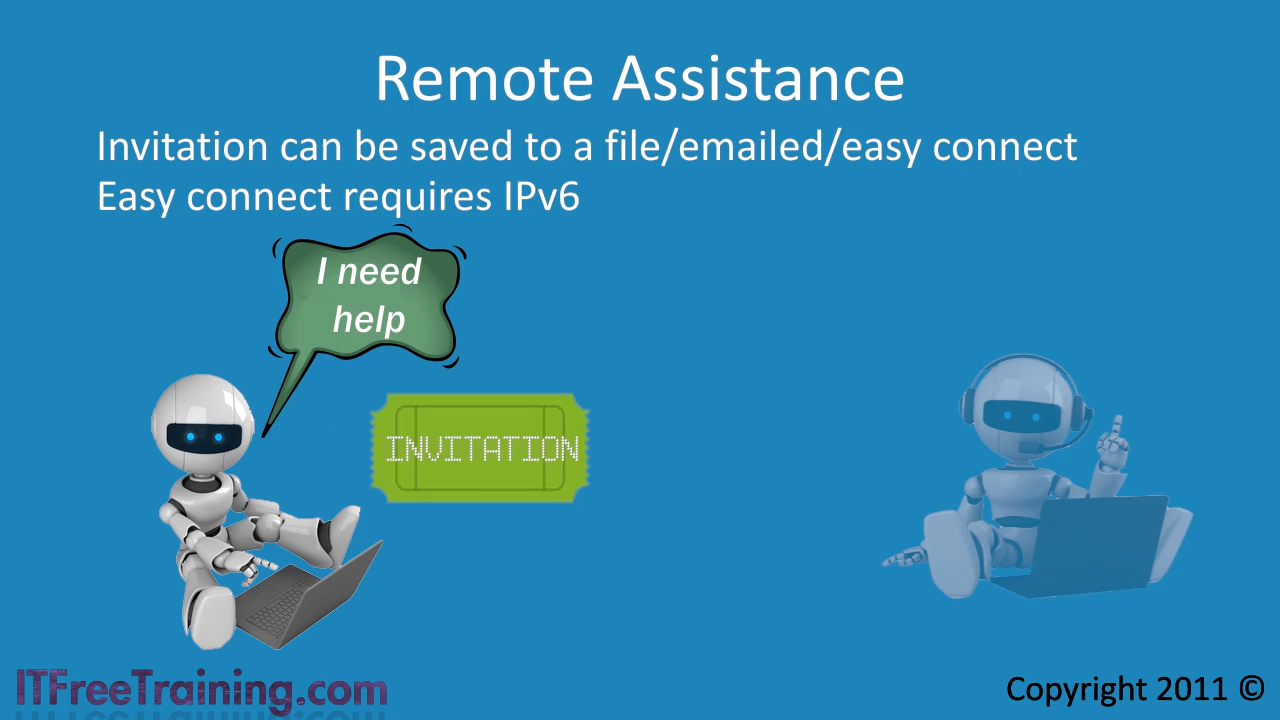 Remote Assistance
Invitation can be saved to a file/emailed/easy connect
Easy connect requires IPv6
I need
help
INVITATION
ITFreeTraining.com
Copyright 2011 ©